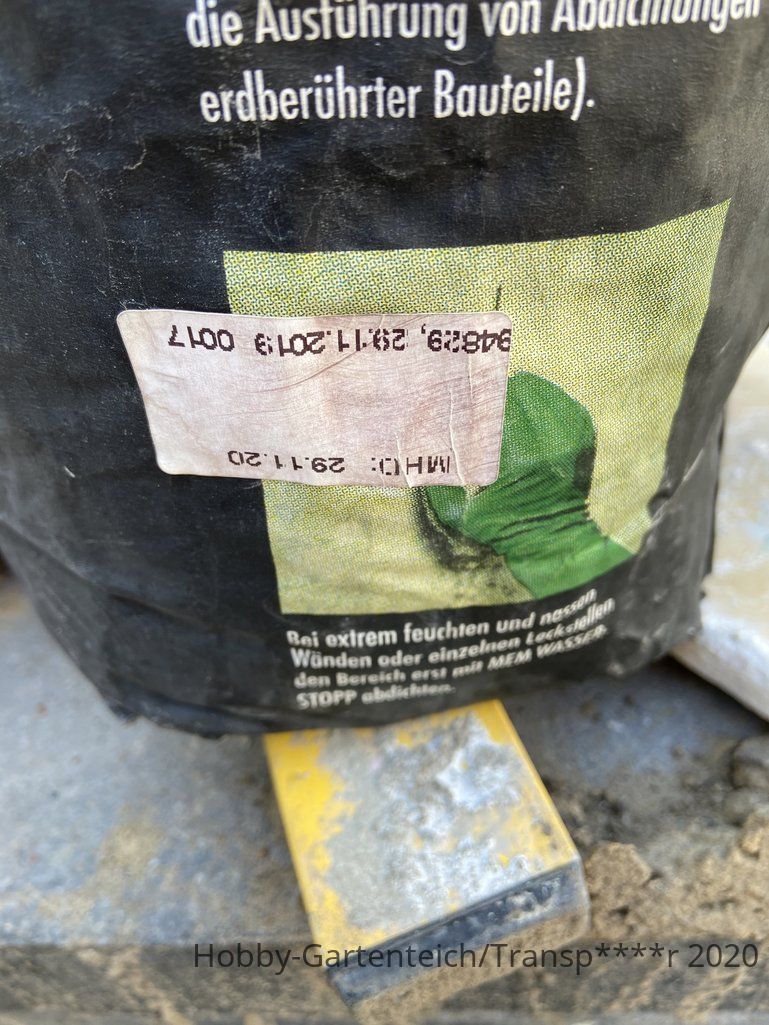 die Ausführung von Abdichtungen
erdberührter Bauteile).
94829, 29.11.2019 0017
MHD: 29.11.20
Bei extrem feuchten und nassen
Wänden oder einzelnen Leckstellen
den Bereich erst mit MEM WASSER-
STOPP abdichten.
Hobby-Gartenteich/Transp****r 2020